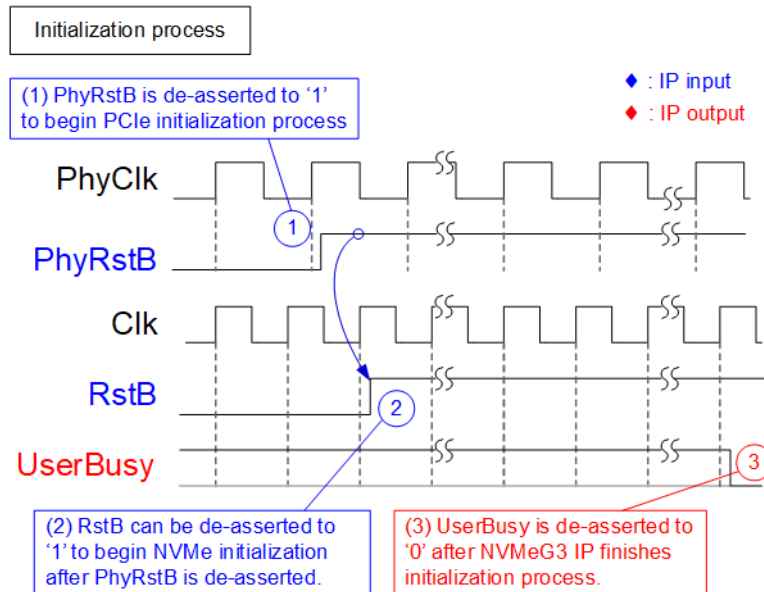 Initialization process
(1) PhyRstB is de-asserted to ‘1’
to begin PCIe initialization process
♦ : IP input
♦ : IP output
PhyClk
1
PhyRstB
Clk
RstB
2
UserBusy
3
(2) RstB can be de-asserted to
‘1’ to begin NVMe initialization
after PhyRstB is de-asserted.
(3) UserBusy is de-asserted to
‘0’ after NVMeG3 IP finishes
initialization process.